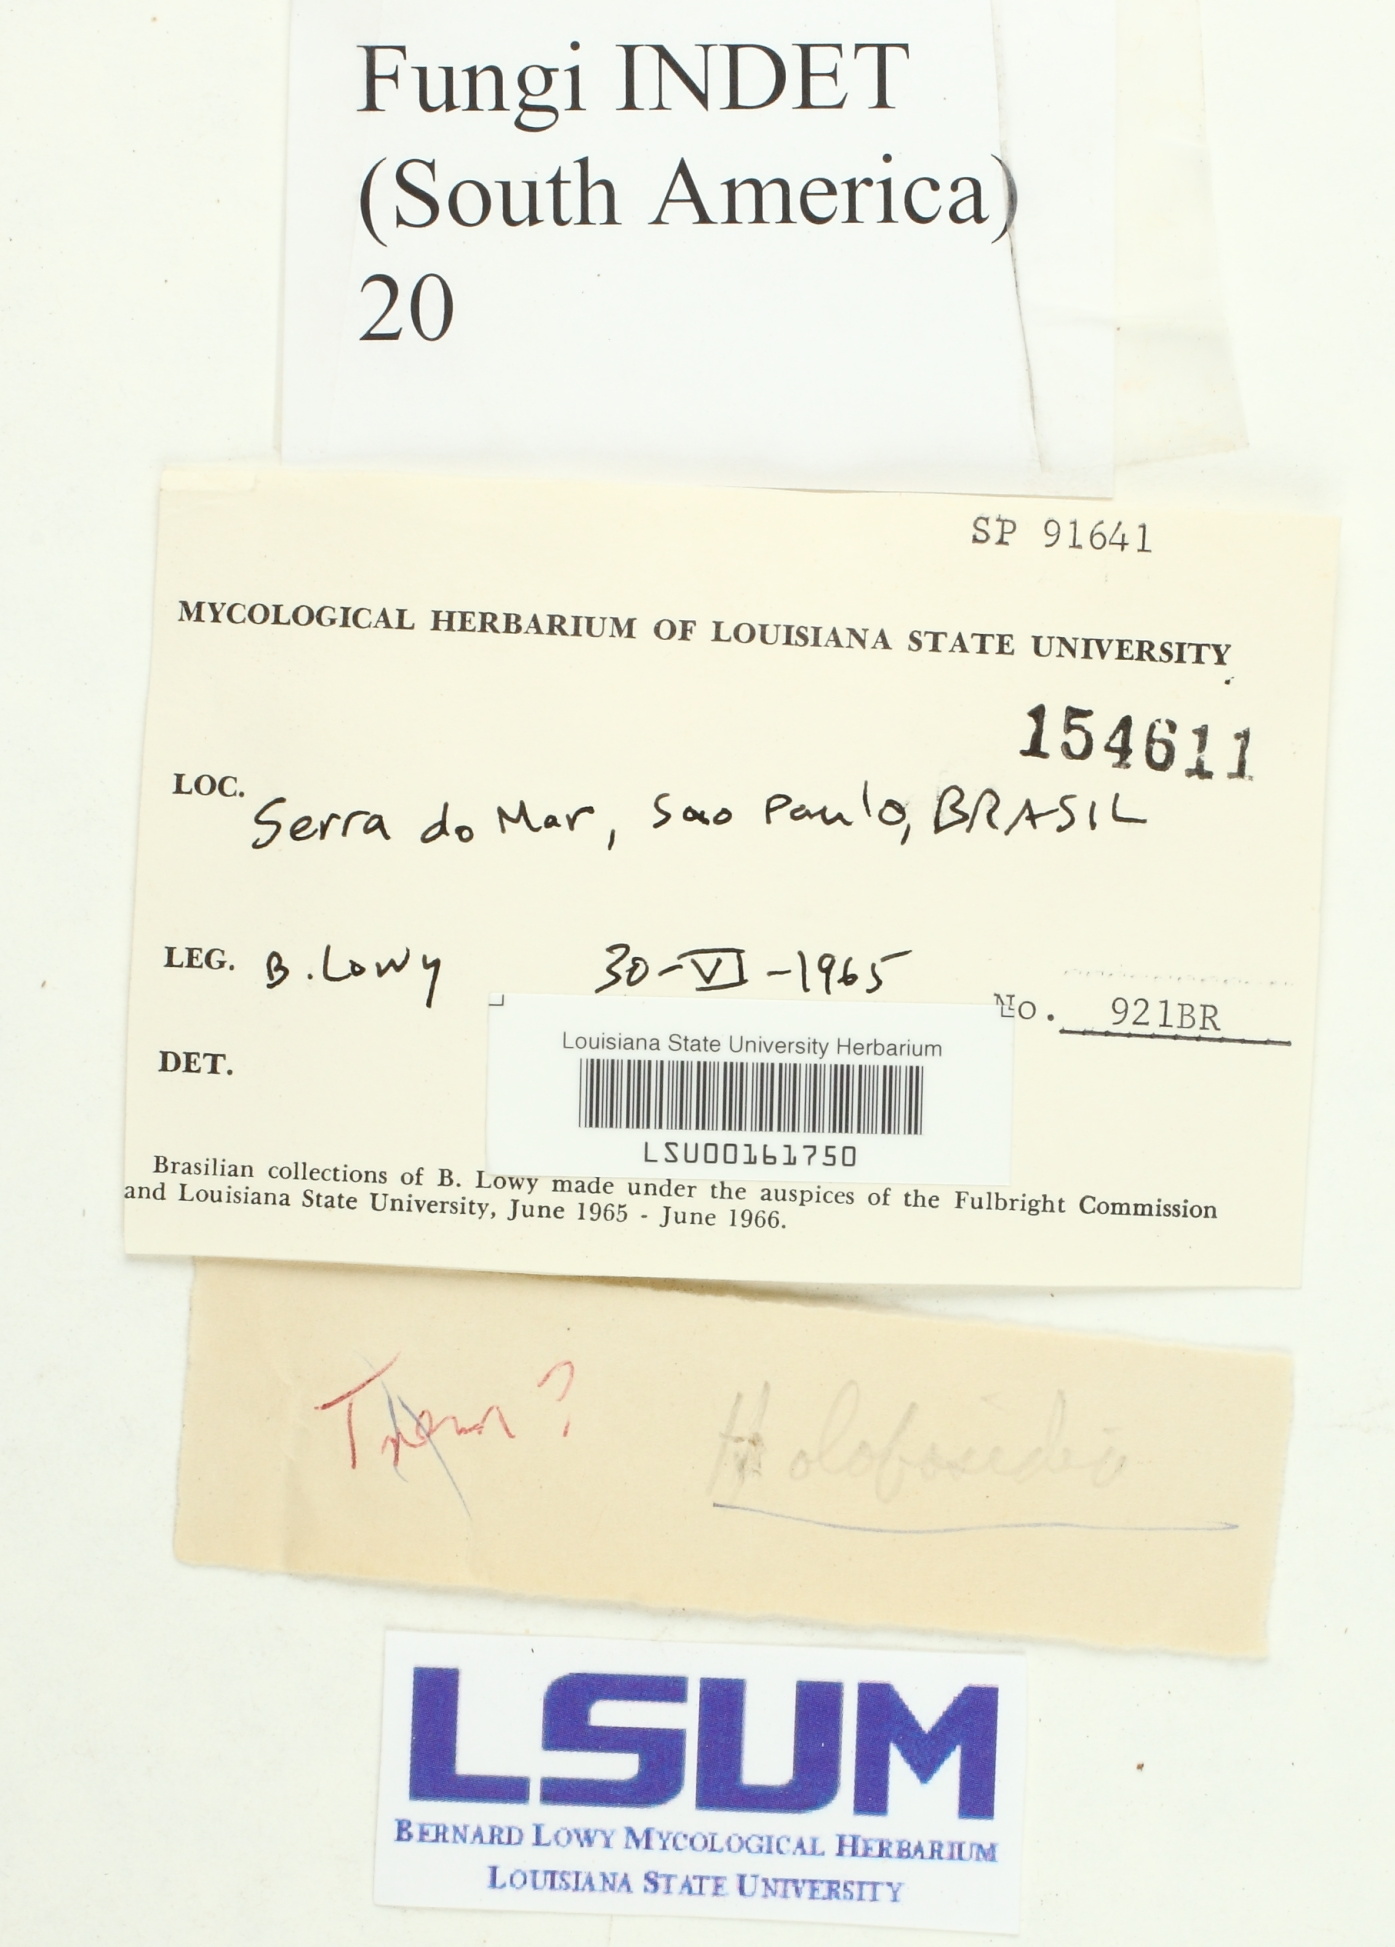 Fungi INDET
(South America)
20
SP 91641
MYCOLOGICAL HERBARIUM OF LOUISIANA STATE UNIVERSITY
154611
LOC. Serra do Mar, Sao Paulo, BRASIL
LEG. B. Lowy 30-VI-1965
No. 921BR
DET.
Louisiana State University Herbarium
LSU00161750
Brasilian collections of B. Lowy made under the auspices of the Fulbright Commission
and Louisiana State University, June 1965 - June 1966.
LSUM
BERNARD LOWY MYCOLOGICAL HERBARIUM
LOUISIANA STATE UNIVERSITY